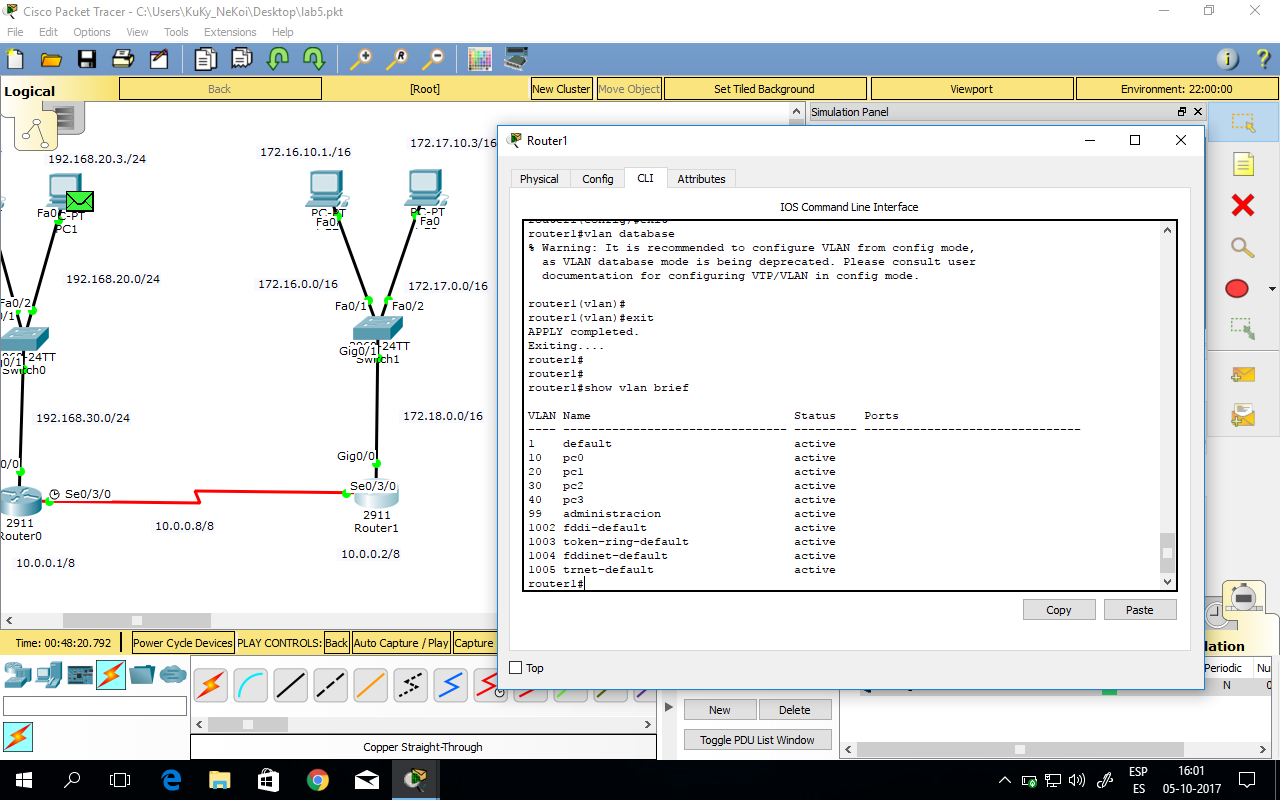 Cisco Packet Tracer - C:\Users\KuKy_NeKoi\Desktop\lab5.pkt
File Edit Options View Tools Extensions Help
Logical
Back
[Root]
New Cluster
Move Object
Set Tiled Background
Viewport
Environment: 22:00:00
Simulation Panel
192.168.20.3./24
172.16.10.1./16
172.17.10.3/16
Fa0
PC1
192.168.20.0/24
172.16.0.0/16
172.17.0.0/16
Fa0/2
Fa0/1
Fa0/2
24TT
Switch0
Gig0/1
24TT
Switch1
192.168.30.0/24
172.18.0.0/16
Gig0/0
Se0/3/0
Se0/3/0
2911
Router0
2911
Router1
10.0.0.8/8
10.0.0.1/8
10.0.0.2/8
Router1
Physical
Config
CLI
Attributes
IOS Command Line Interface
router1(config)#exit
router1#vlan database
% Warning: It is recommended to configure VLAN from config mode,
as VLAN database mode is being deprecated. Please consult user
documentation for configuring VTP/VLAN in config mode.
router1(vlan)#
router1(vlan)#exit
APPLY completed.
Exiting....
router1#
router1#
router1#show vlan brief
VLAN Name Status Ports
---- -------------------------------- --------- -------------------------------
1 default active
10 pc0 active
20 pc1 active
30 pc2 active
40 pc3 active
99 administracion active
1002 fddi-default active
1003 token-ring-default active
1004 fddinet-default active
1005 trnet-default active
router1#
Copy
Paste
Top
Time: 00:48:20.792
Power Cycle Devices
PLAY CONTROLS:
Back
Auto Capture / Play
Capture
lation
Periodic
Nu
N
0
New
Delete
Toggle PDU List Window
Copper Straight-Through
ESP
ES
16:01
05-10-2017